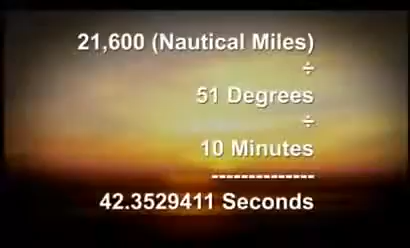 21,600 (Nautical Miles)
÷
51 Degrees
÷
10 Minutes
--------------
42.3529411 Seconds